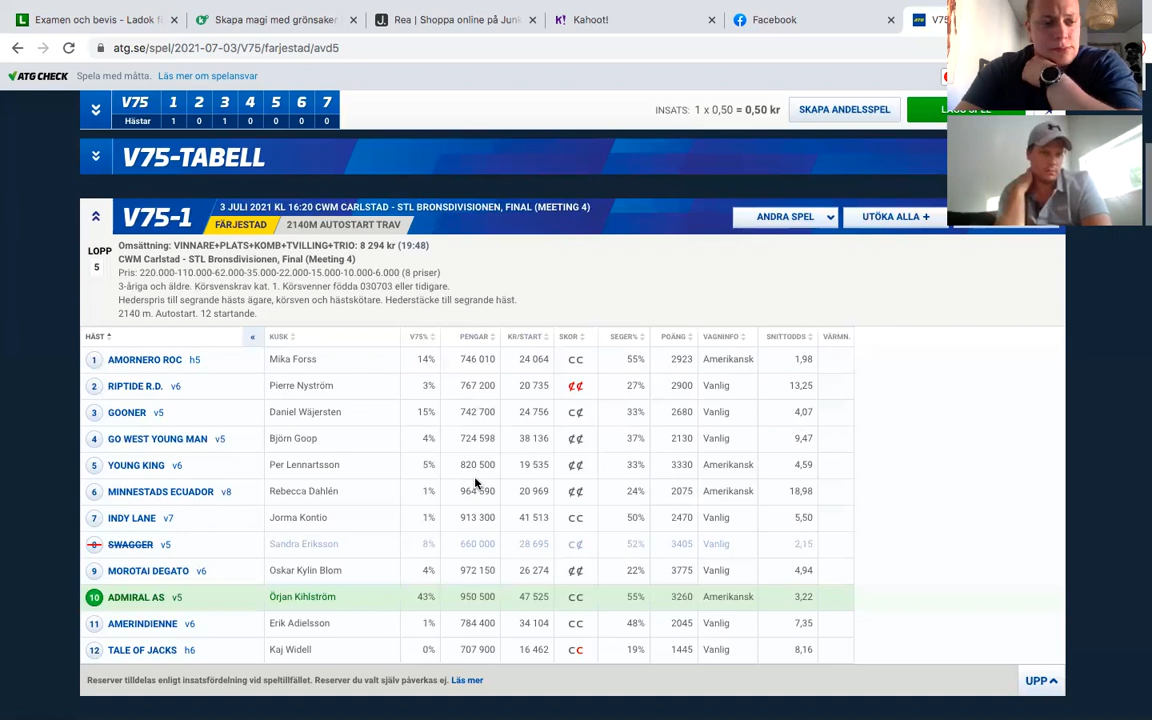 Examen och bevis - Ladok f
Skapa magi med grönsaker
Rea | Shoppa online på Junk
Kahoot!
Facebook
V75
atg.se/spel/2021-07-03/V75/farjestad/avd5
ATG CHECK Spela med måtta. Läs mer om spelansvar
V75 1 2 3 4 5 6 7
Hästar 1 0 1 0 0 0 0
INSATS: 1 x 0,50 = 0,50 kr SKAPA ANDELSSPEL
V75-TABELL
V75-1 3 JULI 2021 KL 16:20 CWM CARLSTAD - STL BRONSDIVISIONEN, FINAL (MEETING 4)
FÄRJESTAD 2140M AUTOSTART TRAV
ANDRA SPEL UTÖKA ALLA +
LOPP 5
Omsättning: VINNARE+PLATS+KOMB+TVILLING+TRIO: 8 294 kr (19:48)
CWM Carlstad - STL Bronsdivisionen, Final (Meeting 4)
Pris: 220.000-110.000-62.000-35.000-22.000-15.000-10.000-6.000 (8 priser)
3-åriga och äldre. Körsvenskrav kat. 1. Körsvenner födda 030703 eller tidigare.
Hederspris till segrande hästs ägare, körsven och hästskötare. Hederstäcke till segrande häst.
2140 m. Autostart. 12 startande.
HÄST « KUSK V75% PENGAR KR/START SKOR SEGER% POÄNG VAGNINFO SNITTODDS VÄRMN.
1 AMORNERO ROC h5 Mika Forss 14% 746 010 24 064 C C 55% 2923 Amerikansk 1,98
2 RIPTIDE R.D. v6 Pierre Nyström 3% 767 200 20 735 ₵ ₵ 27% 2900 Vanlig 13,25
3 GOONER v5 Daniel Wäjersten 15% 742 700 24 756 C ₵ 33% 2680 Vanlig 4,07
4 GO WEST YOUNG MAN v5 Björn Goop 4% 724 598 38 136 ₵ ₵ 37% 2130 Vanlig 9,47
5 YOUNG KING v6 Per Lennartsson 5% 820 500 19 535 ₵ ₵ 33% 3330 Amerikansk 4,59
6 MINNESTADS ECUADOR v8 Rebecca Dahlén 1% 964 590 20 969 ₵ ₵ 24% 2075 Amerikansk 18,98
7 INDY LANE v7 Jorma Kontio 1% 913 300 41 513 C C 50% 2470 Vanlig 5,50
8 SWAGGER v5 Sandra Eriksson 8% 660 000 28 695 C ₵ 52% 3405 Vanlig 2,15
9 MOROTAI DEGATO v6 Oskar Kylin Blom 4% 972 150 26 274 ₵ ₵ 22% 3775 Vanlig 4,94
10 ADMIRAL AS v5 Örjan Kihlström 43% 950 500 47 525 C C 55% 3260 Amerikansk 3,22
11 AMERINDIENNE v6 Erik Adielsson 1% 784 400 34 104 C C 48% 2045 Vanlig 7,35
12 TALE OF JACKS h6 Kaj Widell 0% 707 900 16 462 C C 19% 1445 Vanlig 8,16
Reserver tilldelas enligt insatsfördelning vid speltillfället. Reserver du valt själv påverkas ej. Läs mer
UPP